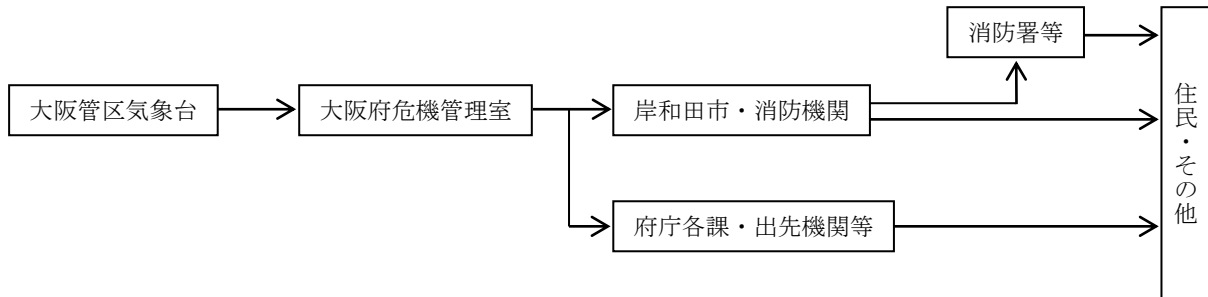 消防署等
大阪管区気象台
大阪府危機管理室
岸和田市・消防機関
府庁各課・出先機関等
住民・その他